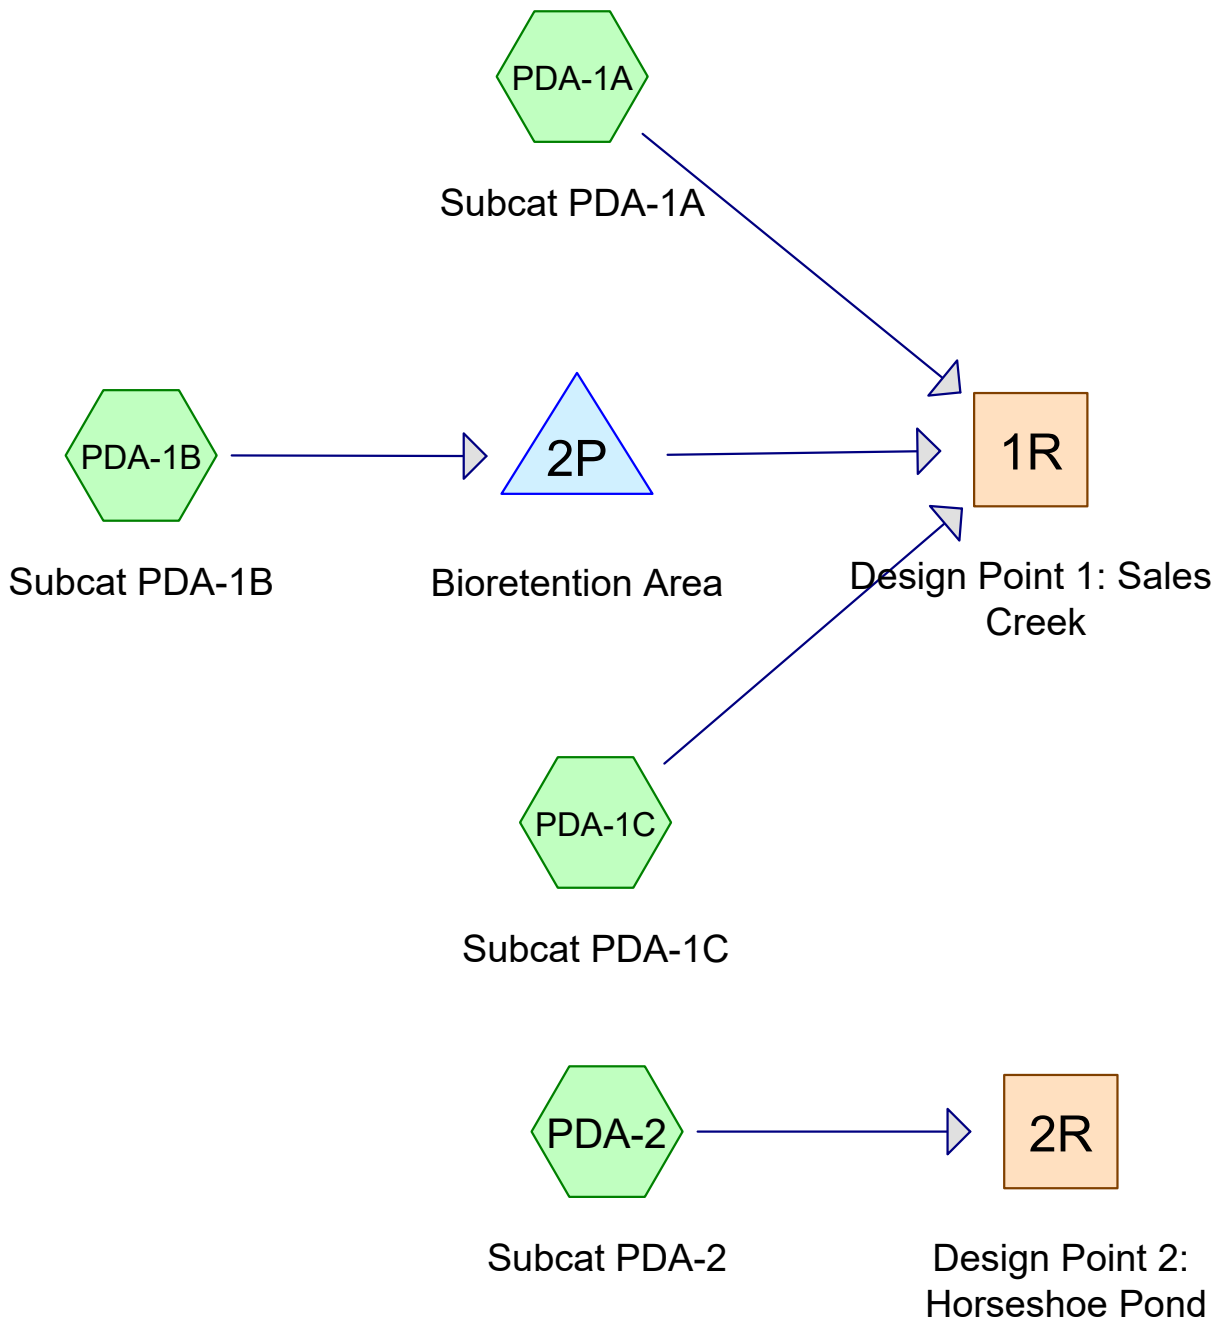 PDA-1A
Subcat PDA-1A
PDA-1B
2P
1R
Subcat PDA-1B
Bioretention Area
Design Point 1: Sales
Creek
PDA-1C
Subcat PDA-1C
PDA-2
2R
Subcat PDA-2
Design Point 2:
Horseshoe Pond